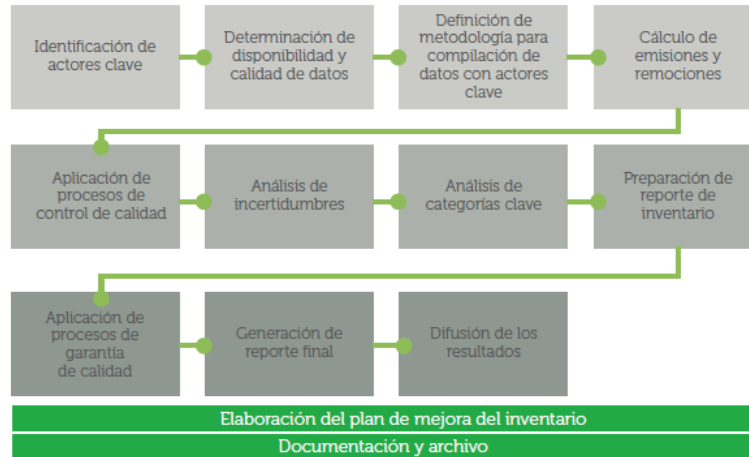 Identificación de
actores clave
Determinación de
disponibilidad y
calidad de datos
Definición de
metodología para
compilación de
datos con actores
clave
Cálculo de
emisiones y
remociones
Aplicación de
procesos de
control de calidad
Análisis de
incertidumbres
Análisis de
categorías clave
Preparación de
reporte de
inventario
Aplicación de
procesos de
garantía
de calidad
Generación de
reporte final
Difusión de los
resultados
Elaboración del plan de mejora del inventario
Documentación y archivo